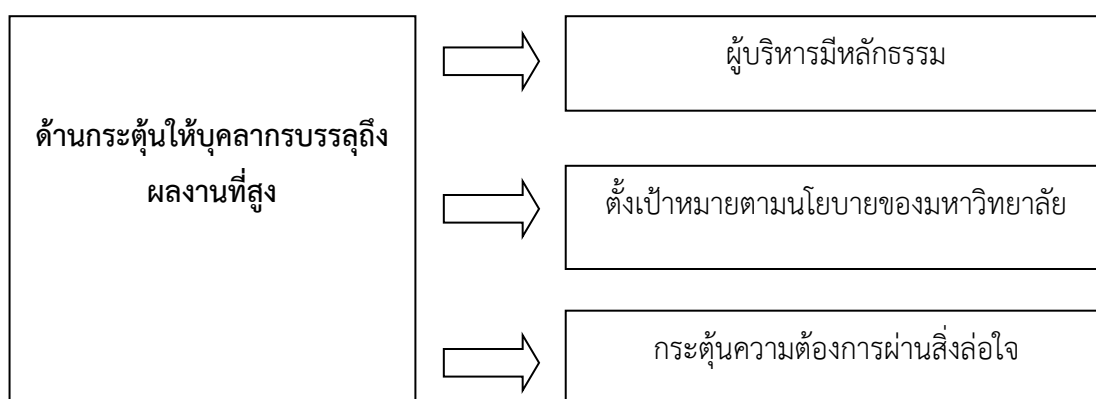 ด้านกระตุ้นให้บุคลากรบรรลุถึง
ผลงานที่สูง
ผู้บริหารมีหลักธรรม
ตั้งเป้าหมายตามนโยบายของมหาวิทยาลัย
กระตุ้นความต้องการผ่านสิ่งล่อใจ